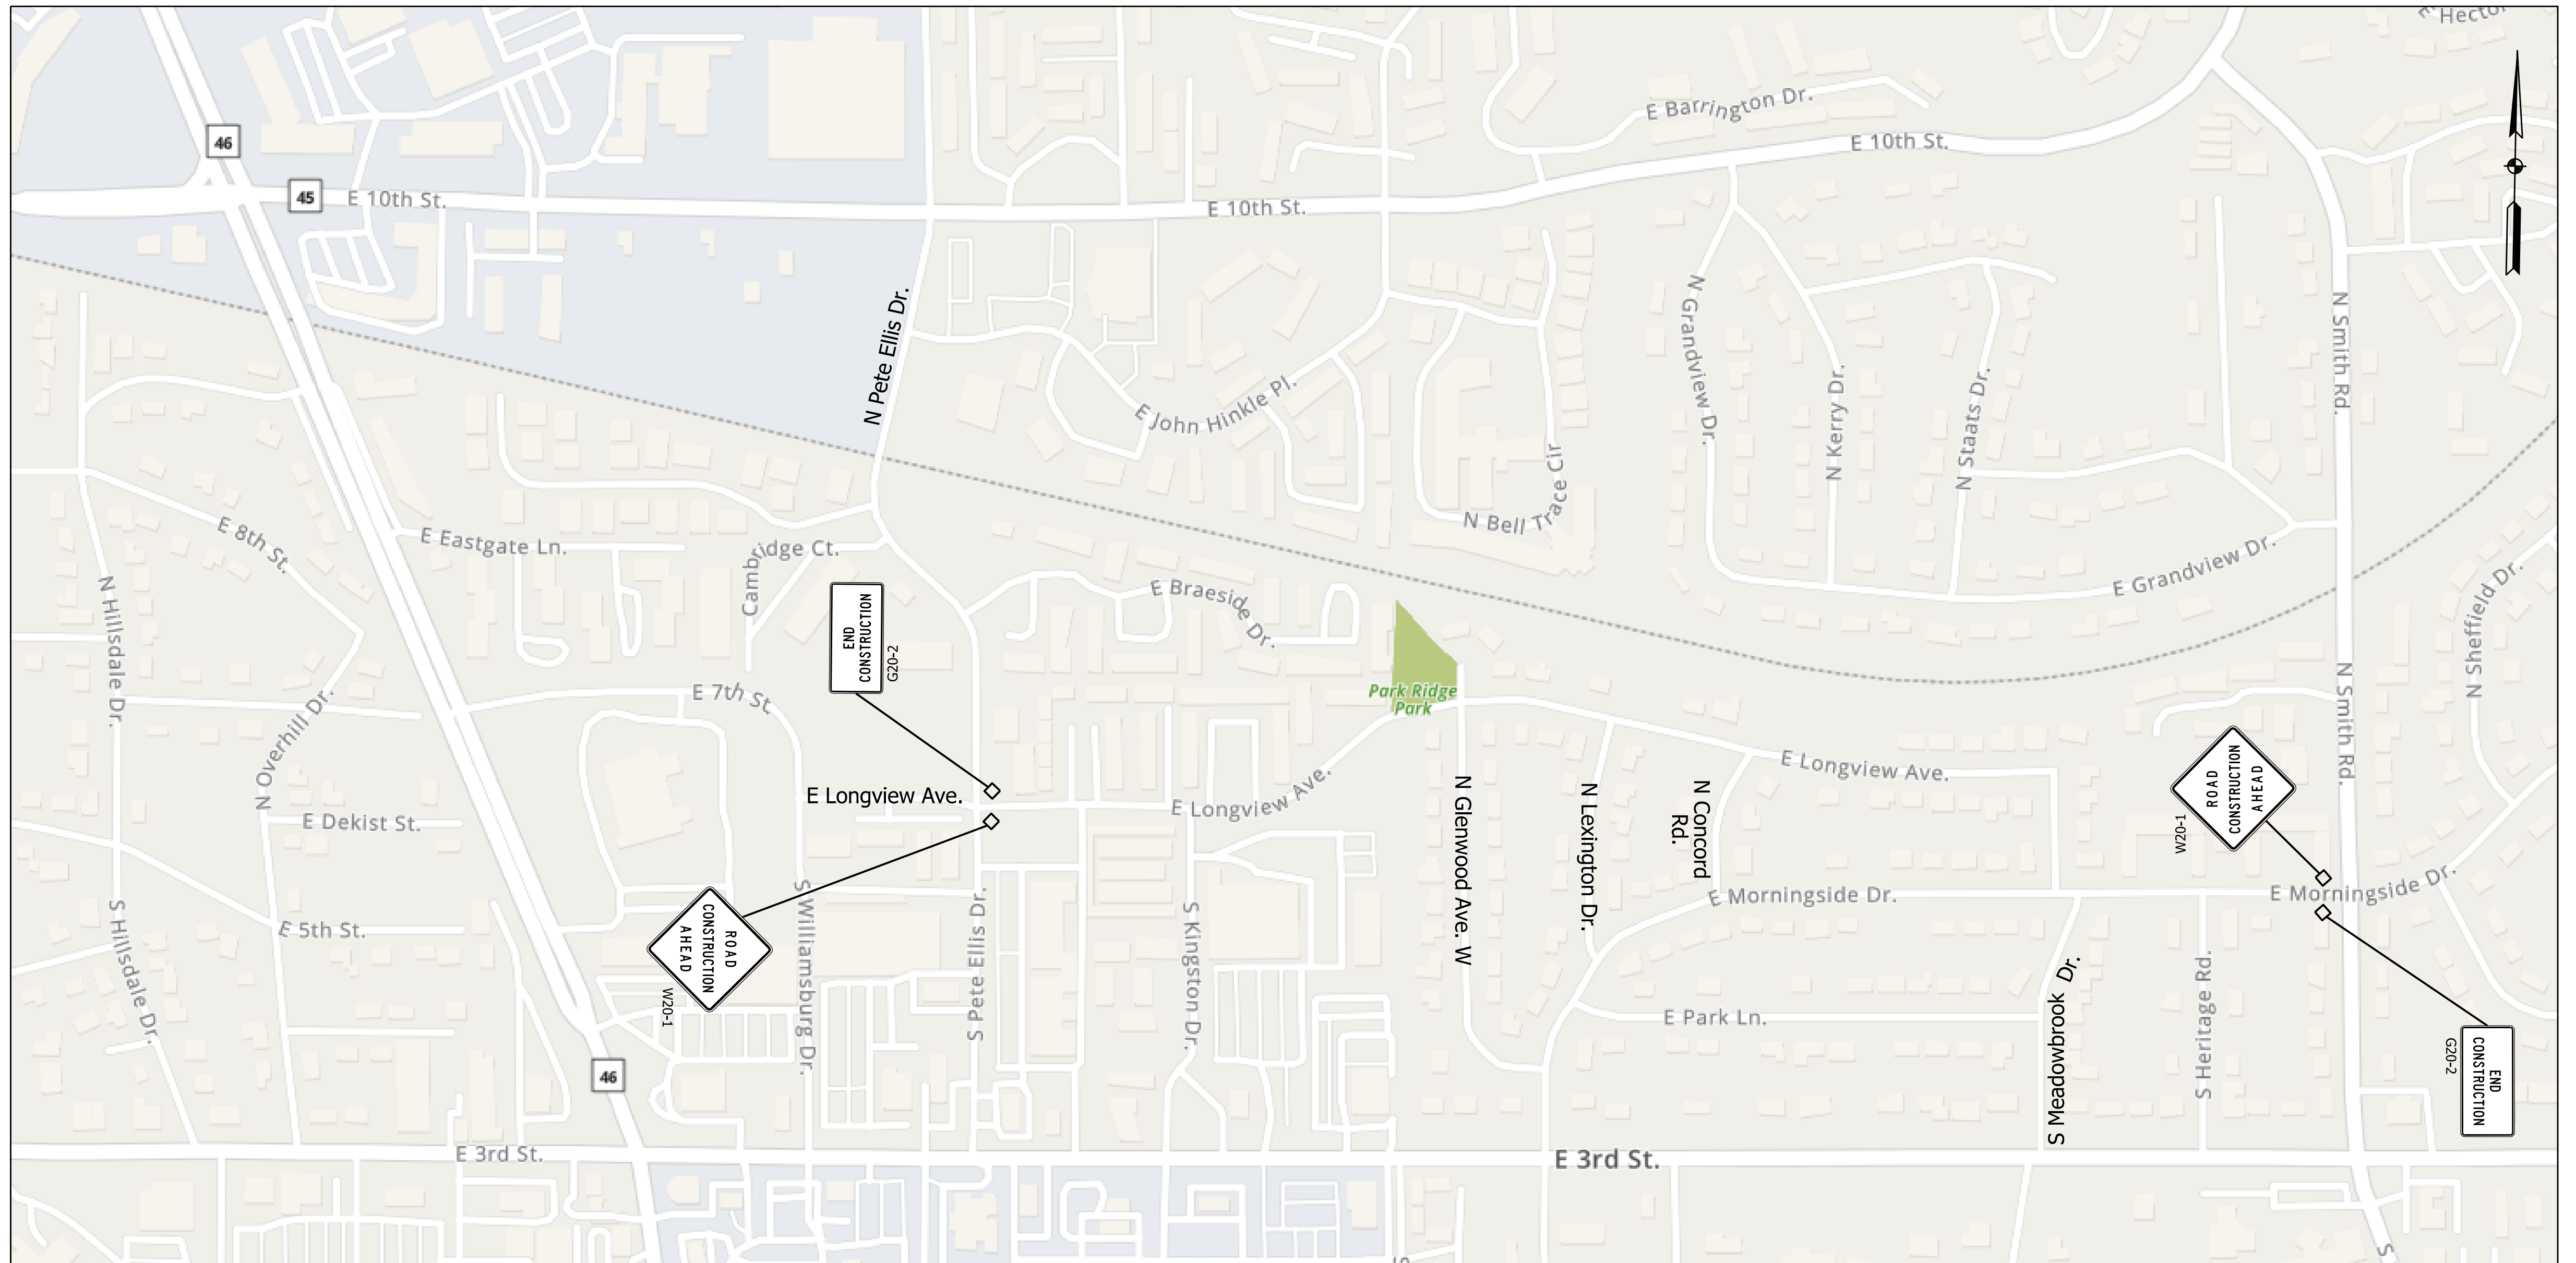 Hector
E Barrington Dr.
46
45
E 10th St.
E 10th St.
E 10th St.
N Pete Ellis Dr.
E John Hinkle Pl.
N Bell Trace Cir
N Grandview Dr.
N Kerry Dr.
N Staats Dr.
N Smith Rd.
E Grandview Dr.
N Sheffield Dr.
E 8th St.
E Eastgate Ln.
Cambridge Ct.
N Hillsdale Dr.
N Overhill Dr.
E 7th St.
END
CONSTRUCTION
G20-2
E Braeside Dr.
Park Ridge
Park
N Smith Rd.
E Longview Ave.
E Longview Ave.
E Longview Ave.
E Dekist St.
N Glenwood Ave. W
N Lexington Dr.
N Concord
Rd.
ROAD
CONSTRUCTION
AHEAD
W20-1
E Morningside Dr.
E Morningside Dr.
S Hillsdale Dr.
E 5th St.
ROAD
CONSTRUCTION
AHEAD
W20-1
S Williamsburg Dr.
S Pete Ellis Dr.
S Kingston Dr.
E Park Ln.
S Meadowbrook Dr.
S Heritage Rd.
END
CONSTRUCTION
G20-2
46
E 3rd St.
E 3rd St.
S
S